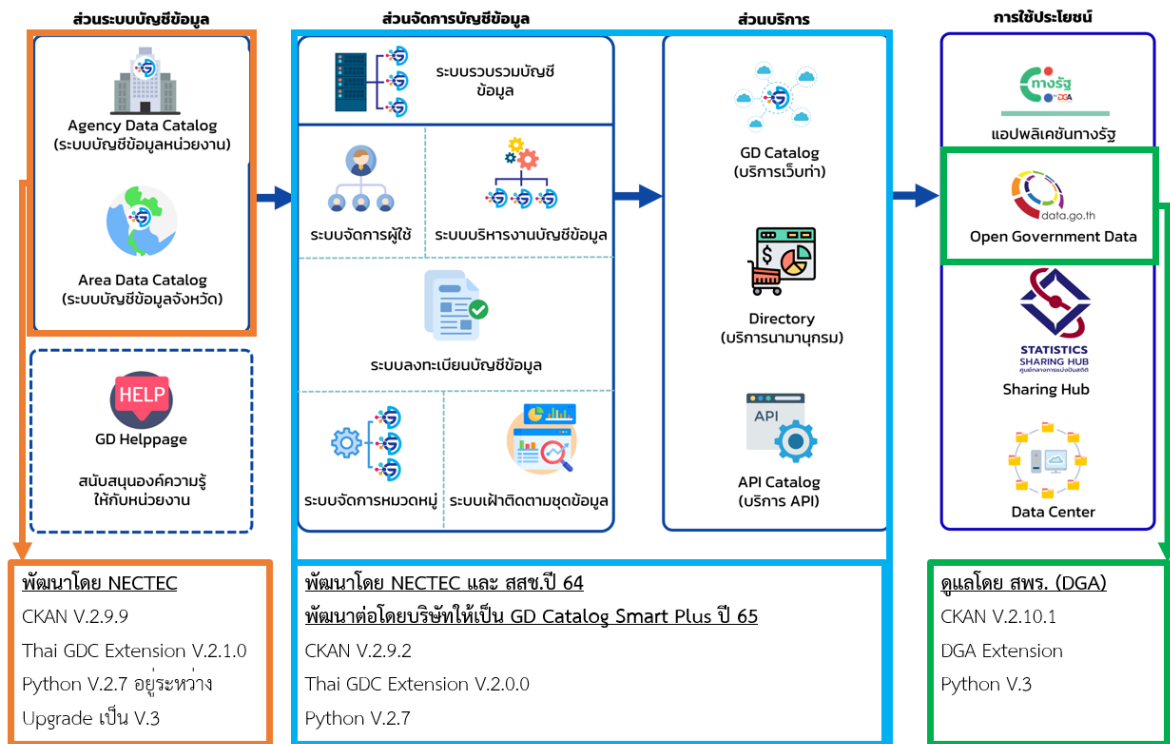 ส่วนระบบบัญชีข้อมูล
Agency Data Catalog
(ระบบบัญชีข้อมูลหน่วยงาน)
Area Data Catalog
(ระบบบัญชีข้อมูลจังหวัด)
HELP
GD Helppage
สนับสนุนองค์ความรู้
ให้กับหน่วยงาน
ส่วนจัดการบัญชีข้อมูล
ระบบรวบรวมบัญชี
ข้อมูล
ระบบจัดการผู้ใช้
ระบบบริหารงานบัญชีข้อมูล
ระบบลงทะเบียนบัญชีข้อมูล
ระบบจัดการหมวดหมู่
ระบบเฝ้าติดตามชุดข้อมูล
ส่วนบริการ
GD Catalog
(บริการเว็บท่า)
Directory
(บริการนามานุกรม)
API
API Catalog
(บริการ API)
การใช้ประโยชน์
ทางรัฐ
DGA
แอปพลิเคชันทางรัฐ
data.go.th
Open Government Data
STATISTICS
SHARING HUB
ศูนย์กลางการแบ่งปันสถิติ
Sharing Hub
Data Center
พัฒนาโดย NECTEC
CKAN V.2.9.9
Thai GDC Extension V.2.1.0
Python V.2.7 อยู่ระหว่าง
Upgrade เป็น V.3
พัฒนาโดย NECTEC และ สสช.ปี 64
พัฒนาต่อโดยบริษัทให้เป็น GD Catalog Smart Plus ปี 65
CKAN V.2.9.2
Thai GDC Extension V.2.0.0
Python V.2.7
ดูแลโดย สพร. (DGA)
CKAN V.2.10.1
DGA Extension
Python V.3